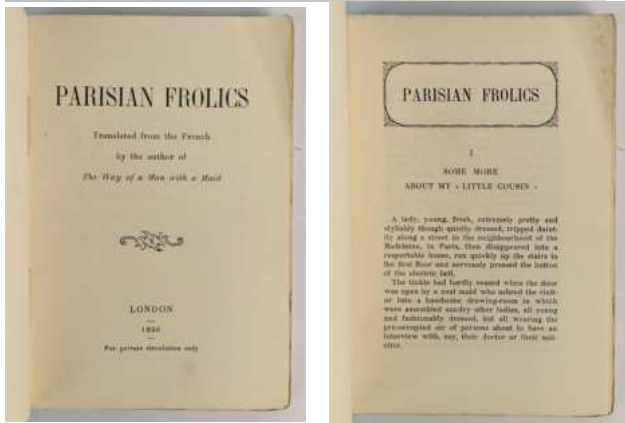 PARISIAN FROLICS
Translated from the French
by the author of
The Way of a Man with a Maid
LONDON
1896
For private circulation only
PARISIAN FROLICS
I
SOME MORE
ABOUT MY « LITTLE COUSIN »
A lady, young, fresh, extremely pretty and
stylishly though quietly dressed, tripped daint-
ily along a street in the neighbourhood of the
Madeleine, in Paris, then disappeared into a
respectable house, ran quickly up the stairs to
the first floor and nervously pressed the button
of the electric bell.
The tinkle had hardly ceased when the door
was open by a neat maid who ushered the visit-
or into a handsome drawing-room in which
were assembled sundry other ladies, all young
and fashionably dressed, but all wearing the
pre-occupied air of persons about to have an
interview with, say, their doctor or their soli-
citor.